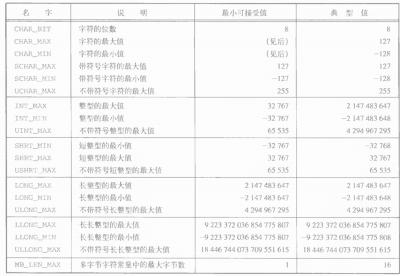 名 字 说 明 最小可接受值 典 型 值
CHAR_BIT 字符的位数 8 8
CHAR_MAX 字符的最大值 (见后) 127
CHAR_MIN 字符的最小值 (见后) -128
SCHAR_MAX 带符号字符的最大值 127 127
SCHAR_MIN 带符号字符的最小值 -127 -128
UCHAR_MAX 不带符号字符的最大值 255 255
INT_MAX 整型的最大值 32 767 2 147 483 647
INT_MIN 整型的最小值 -32 767 -2 147 483 648
UINT_MAX 不带符号整型的最大值 65 535 4 294 967 295
SHRT_MIN 短整型的最小值 -32 767 -32 768
SHRT_MAX 短整型的最大值 32 767 32 767
USHRT_MAX 不带符号短整型的最大值 65 535 65 535
LONG_MAX 长整型的最大值 2 147 483 647 2 147 483 647
LONG_MIN 长整型的最小值 -2 147 483 647 -2 147 483 648
ULONG_MAX 不带符号长整型的最大值 4 294 967 295 4 294 967 295
LLONG_MAX 长长整型的最大值 9 223 372 036 854 775 807 9 223 372 036 854 775 807
LLONG_MIN 长长整型的最小值 -9 223 372 036 854 775 807 -9 223 372 036 854 775 808
ULLONG_MAX 不带符号长长整型的最大值 18 446 744 073 709 551 615 18 446 744 073 709 551 615
MB_LEN_MAX 多字节字符常量中的最大字节数 1 16